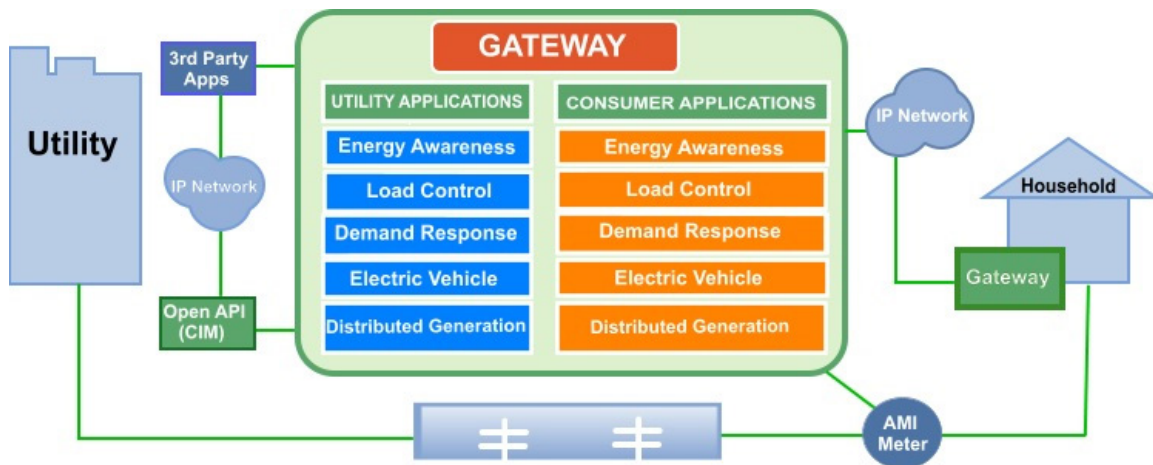 GATEWAY
3rd Party
Apps
UTILITY APPLICATIONS
CONSUMER APPLICATIONS
IP Network
Utility
Energy Awareness
Energy Awareness
IP Network
Load Control
Load Control
Household
Demand Response
Demand Response
Electric Vehicle
Electric Vehicle
Gateway
Open API
(CIM)
Distributed Generation
Distributed Generation
AMI
Meter